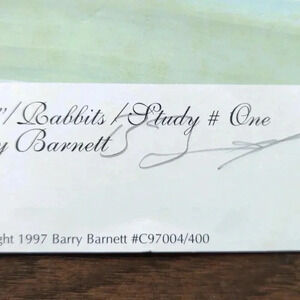 "/Rabbits/Study # One
y Barnett
ght 1997 Barry Barnett #C97004/400